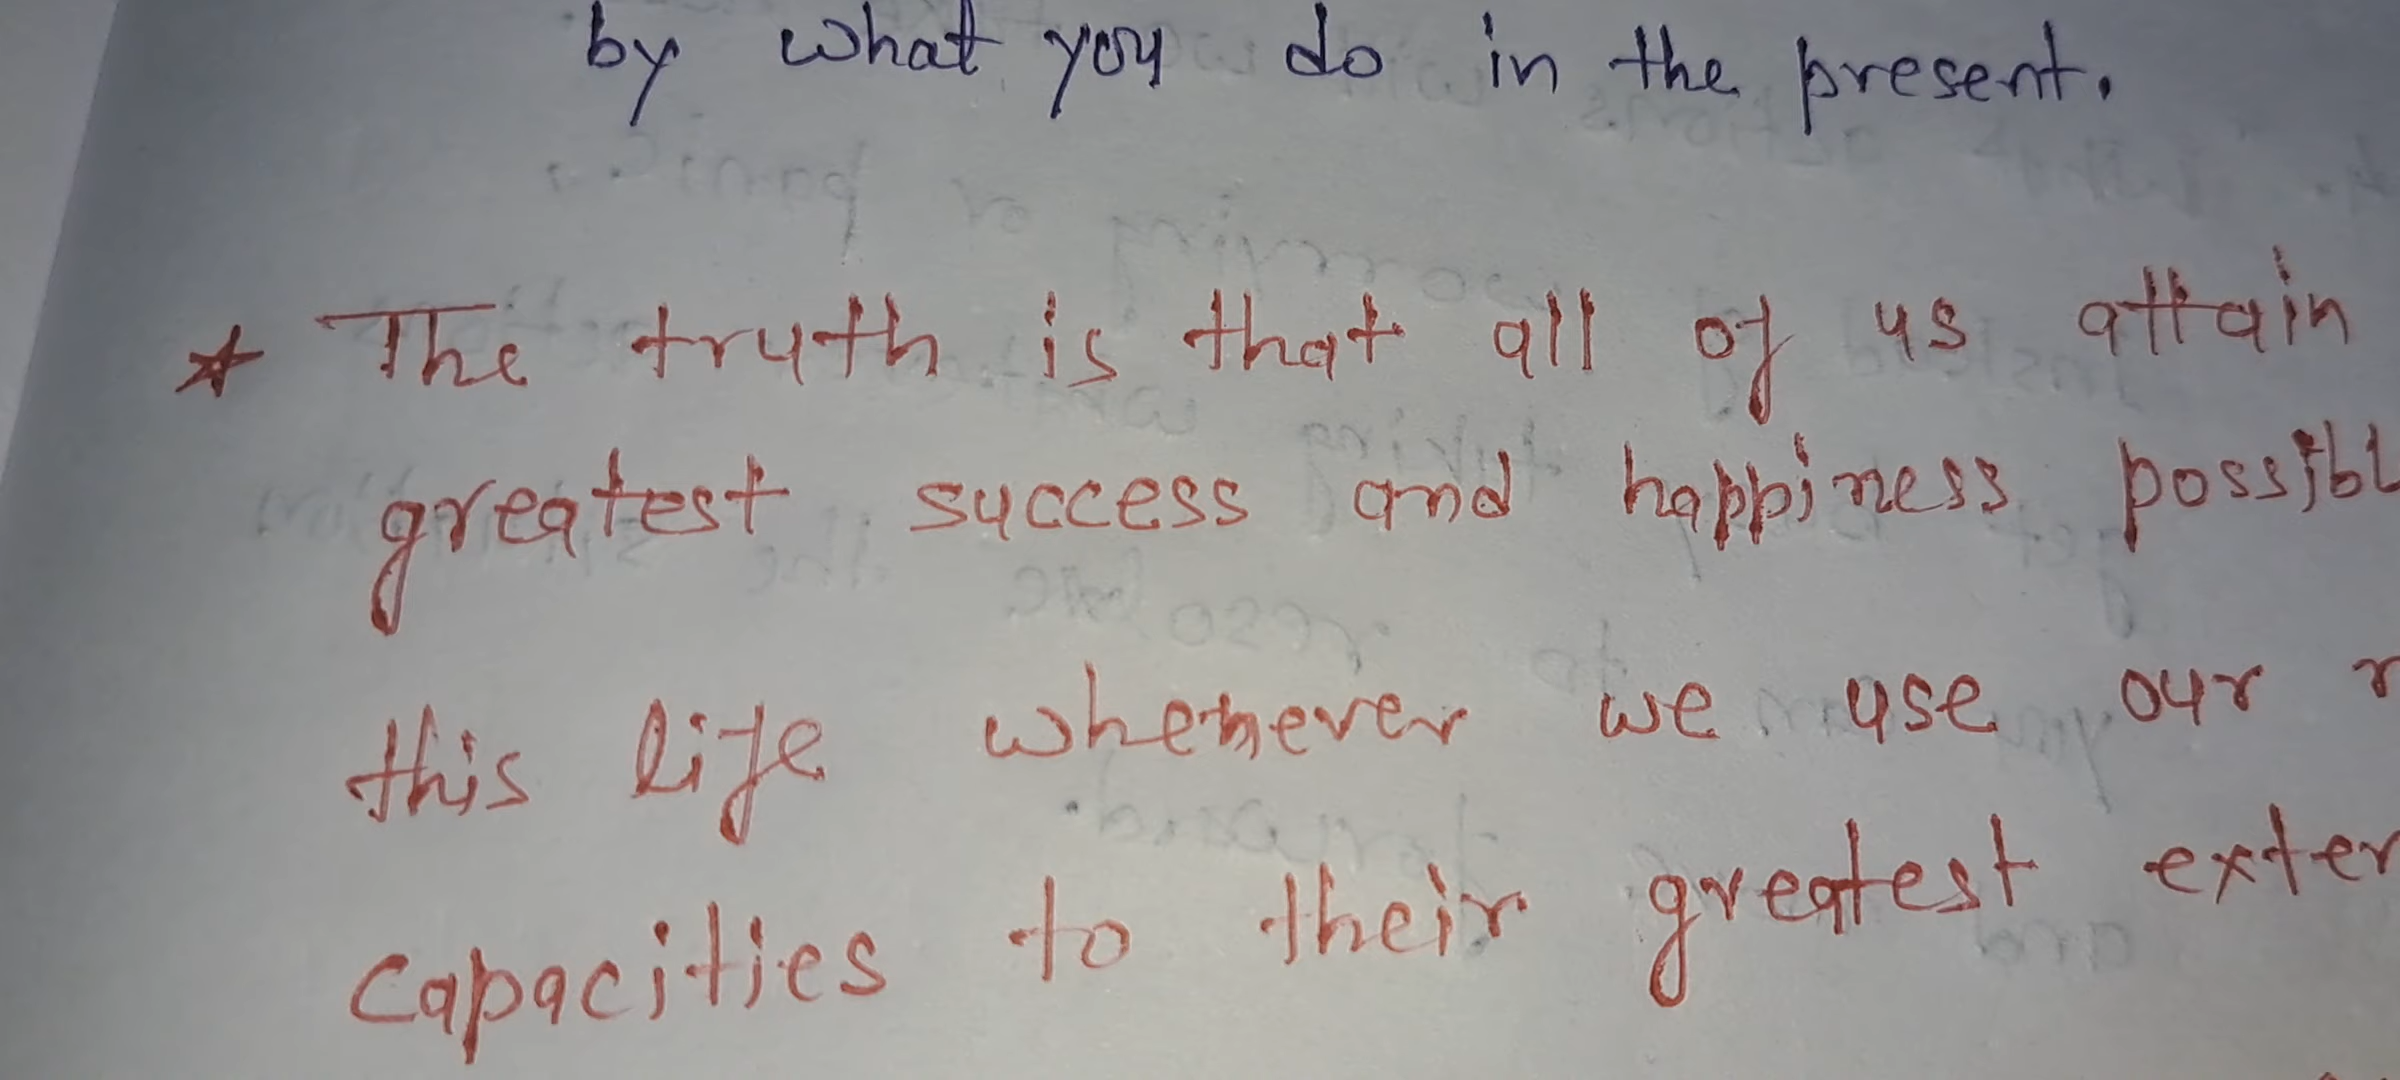 by what you do in the present.
* The truth is that all of us attain
greatest success and happiness possibl
this life whenever we use our
capacities to their greatest exten